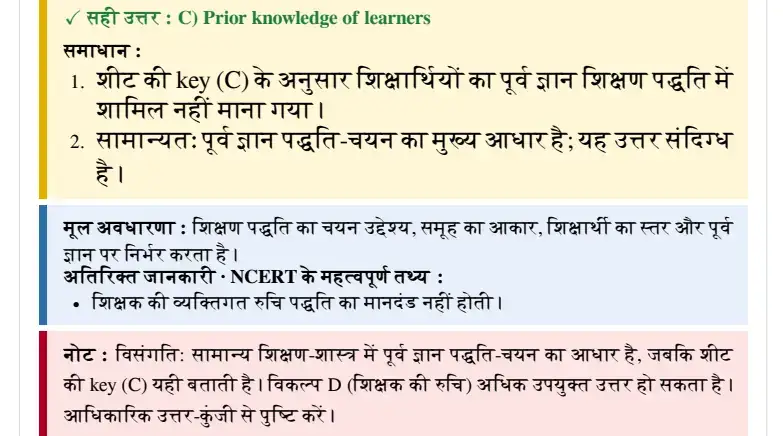 ✓ सही उत्तर : C) Prior knowledge of learners
समाधान :
1. शीट की key (C) के अनुसार शिक्षार्थियों का पूर्व ज्ञान शिक्षण पद्धति में
शामिल नहीं माना गया।
2. सामान्यतः पूर्व ज्ञान पद्धति-चयन का मुख्य आधार है; यह उत्तर संदिग्ध
है।
मूल अवधारणा : शिक्षण पद्धति का चयन उद्देश्य, समूह का आकार, शिक्षार्थी का स्तर और पूर्व
ज्ञान पर निर्भर करता है।
अतिरिक्त जानकारी · NCERT के महत्वपूर्ण तथ्य :
• शिक्षक की व्यक्तिगत रुचि पद्धति का मानदंड नहीं होती।
नोट : विसंगति: सामान्य शिक्षण-शास्त्र में पूर्व ज्ञान पद्धति-चयन का आधार है, जबकि शीट
की key (C) यही बताती है। विकल्प D (शिक्षक की रुचि) अधिक उपयुक्त उत्तर हो सकता है।
आधिकारिक उत्तर-कुंजी से पुष्टि करें।